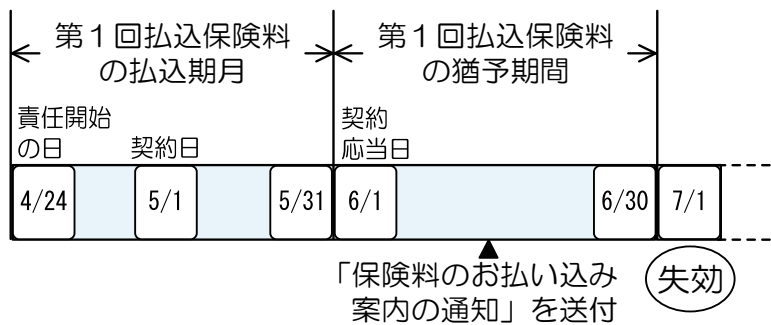 第１回払込保険料
の払込期月
第１回払込保険料
の猶予期間
責任開始
の日
契約日
契約
応当日
4/24
5/1
5/31
6/1
6/30
7/1
「保険料のお払い込み
案内の通知」を送付
失効